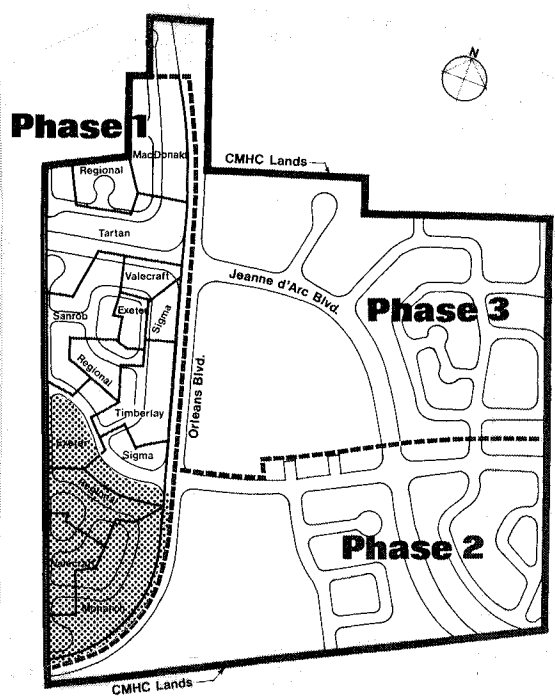 N
Phase 1
MacDonald
Regional
CMHC Lands
Tartan
Valecraft
Jeanne d'Arc Blvd.
Exeter
Sigma
Sanrob
Phase 3
Regional
Orleans Blvd.
Timberlay
Exeter
Sigma
Phase 2
Valecraft
Monarch
CMHC Lands